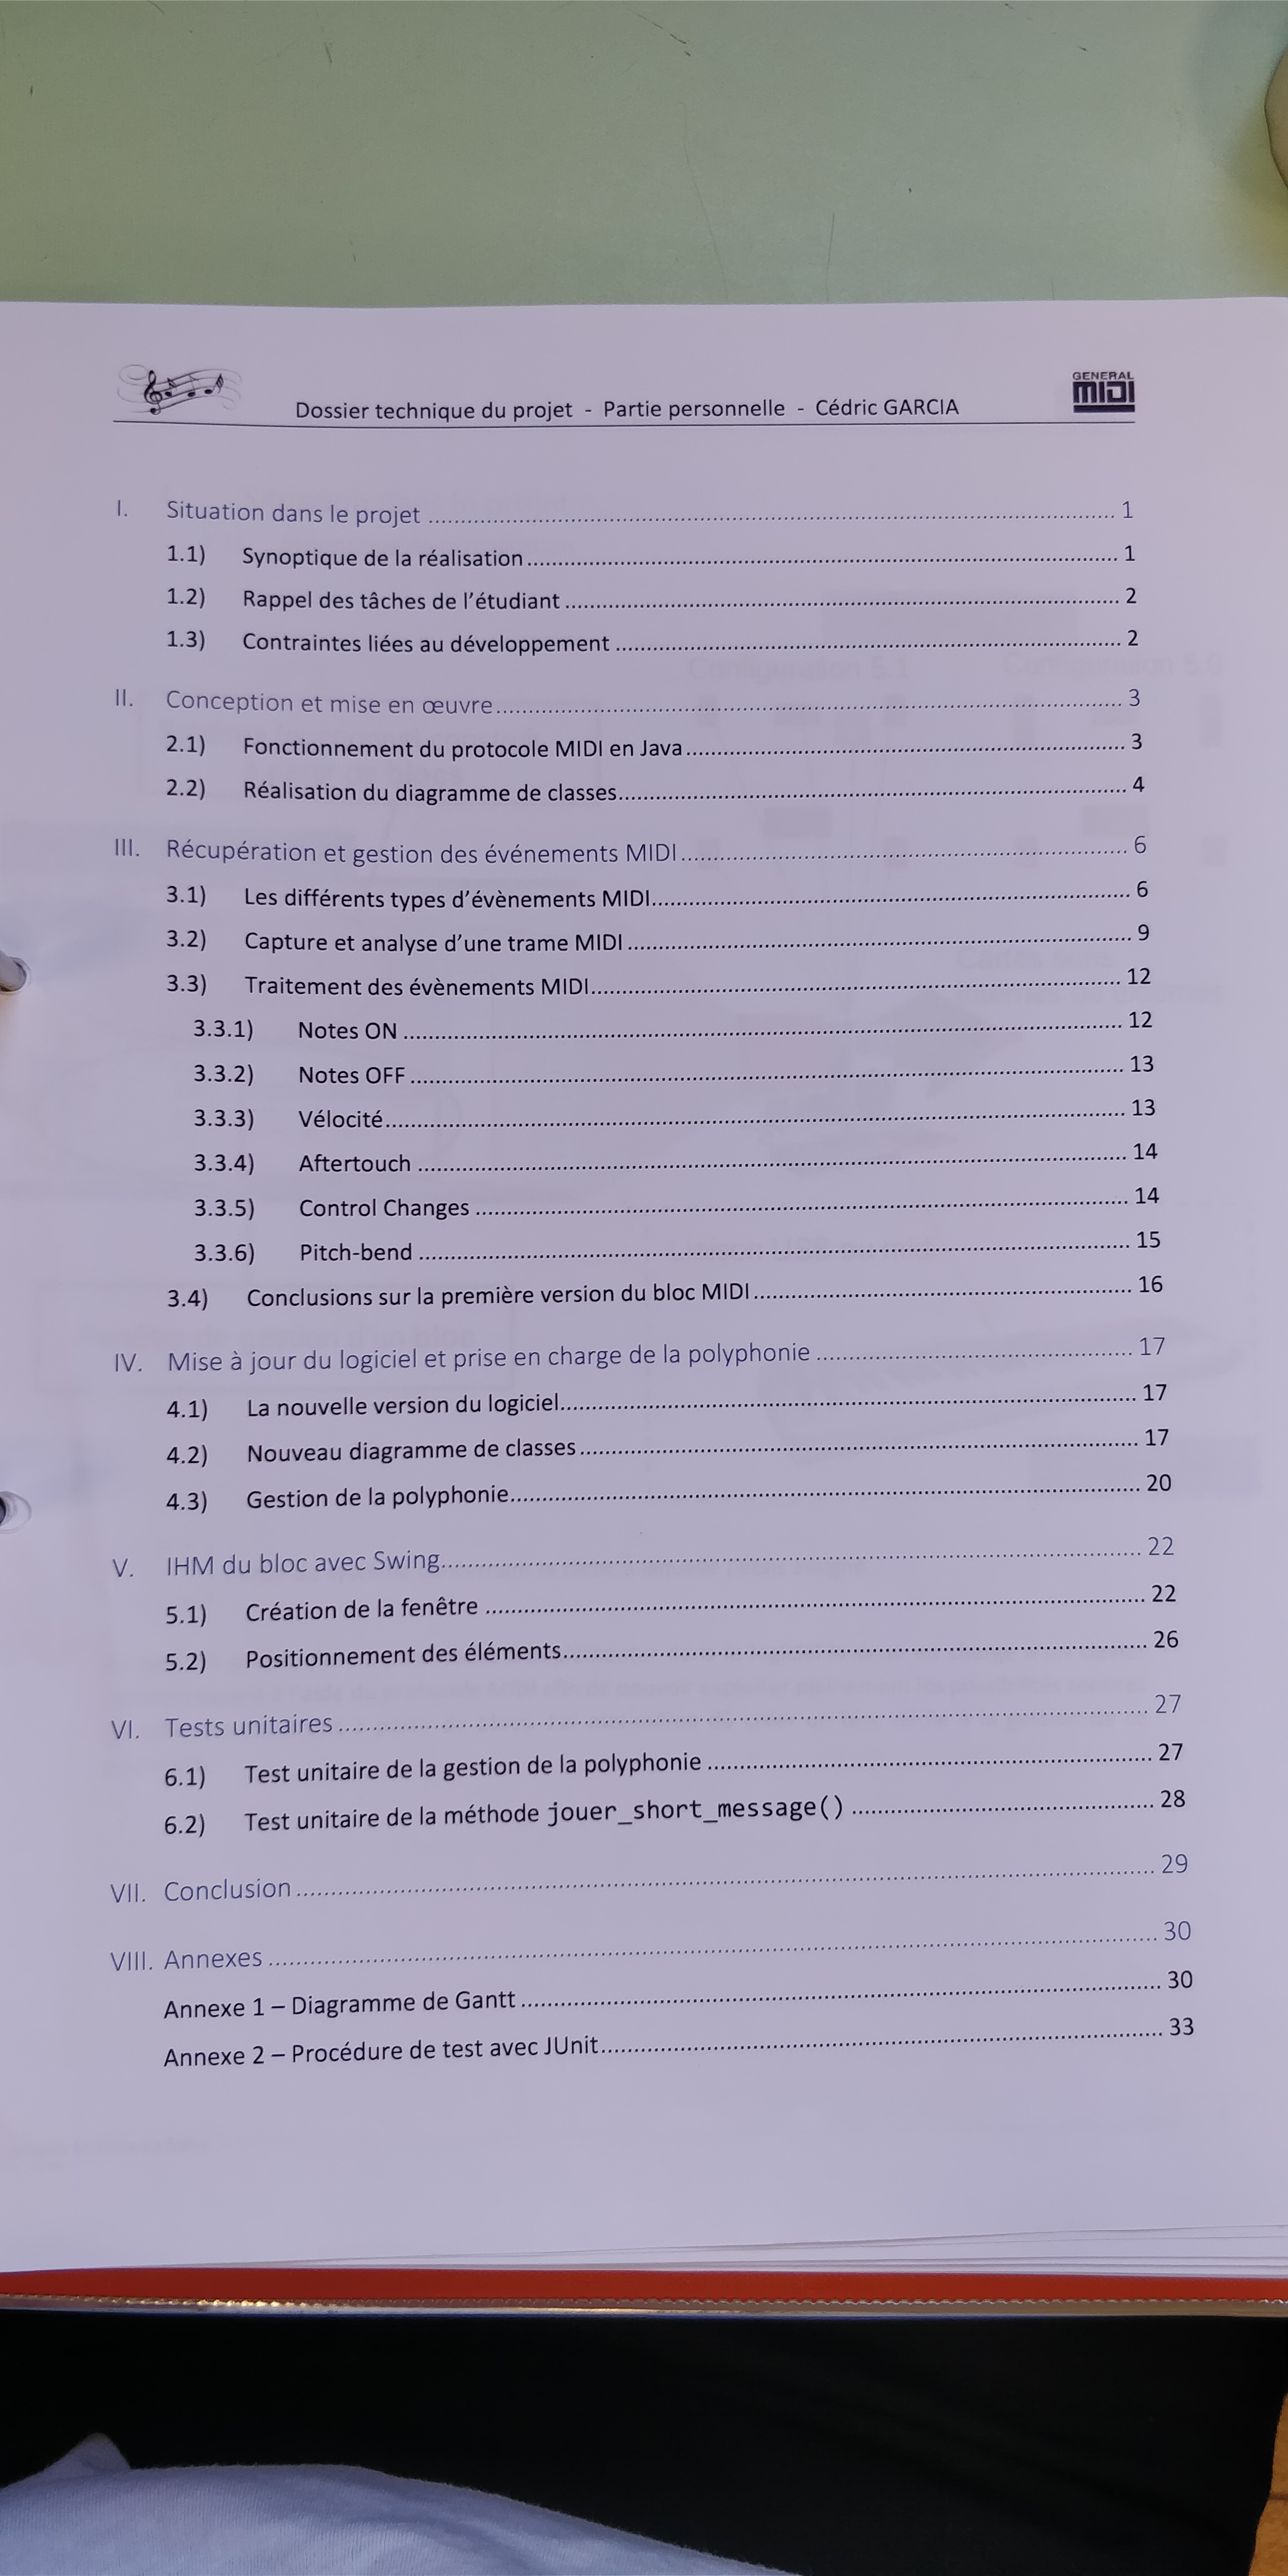 GENERAL
MIDI
Dossier technique du projet - Partie personnelle - Cédric GARCIA
I. Situation dans le projet ........ 1
1.1) Synoptique de la réalisation ........ 1
1.2) Rappel des tâches de l'étudiant ........ 2
1.3) Contraintes liées au développement ........ 2
II. Conception et mise en œuvre ........ 3
2.1) Fonctionnement du protocole MIDI en Java ........ 3
2.2) Réalisation du diagramme de classes ........ 4
III. Récupération et gestion des événements MIDI ........ 6
3.1) Les différents types d'évènements MIDI ........ 6
3.2) Capture et analyse d'une trame MIDI ........ 9
3.3) Traitement des évènements MIDI ........ 12
3.3.1) Notes ON ........ 12
3.3.2) Notes OFF ........ 13
3.3.3) Vélocité ........ 13
3.3.4) Aftertouch ........ 14
3.3.5) Control Changes ........ 14
3.3.6) Pitch-bend ........ 15
3.4) Conclusions sur la première version du bloc MIDI ........ 16
IV. Mise à jour du logiciel et prise en charge de la polyphonie ........ 17
4.1) La nouvelle version du logiciel ........ 17
4.2) Nouveau diagramme de classes ........ 17
4.3) Gestion de la polyphonie ........ 20
V. IHM du bloc avec Swing ........ 22
5.1) Création de la fenêtre ........ 22
5.2) Positionnement des éléments ........ 26
VI. Tests unitaires ........ 27
6.1) Test unitaire de la gestion de la polyphonie ........ 27
6.2) Test unitaire de la méthode jouer_short_message() ........ 28
VII. Conclusion ........ 29
VIII. Annexes ........ 30
Annexe 1 – Diagramme de Gantt ........ 30
Annexe 2 – Procédure de test avec JUnit ........ 33